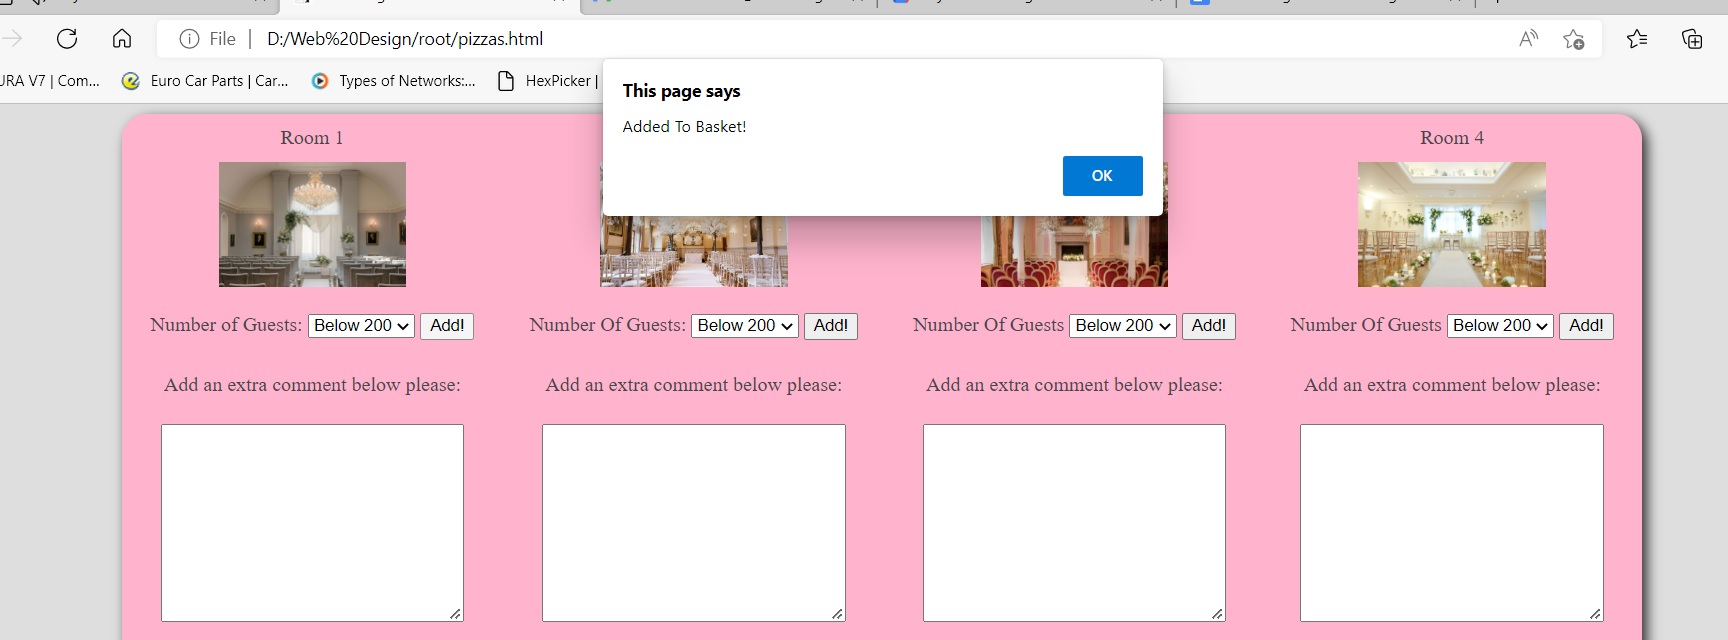 File | D:/Web%20Design/root/pizzas.html
URA V7 | Com... Euro Car Parts | Car... Types of Networks:... HexPicker |
This page says
Added To Basket!
OK
Room 1
Room 4
Number of Guests: Below 200 Add!
Number Of Guests: Below 200 Add!
Number Of Guests Below 200 Add!
Number Of Guests Below 200 Add!
Add an extra comment below please:
Add an extra comment below please:
Add an extra comment below please:
Add an extra comment below please: